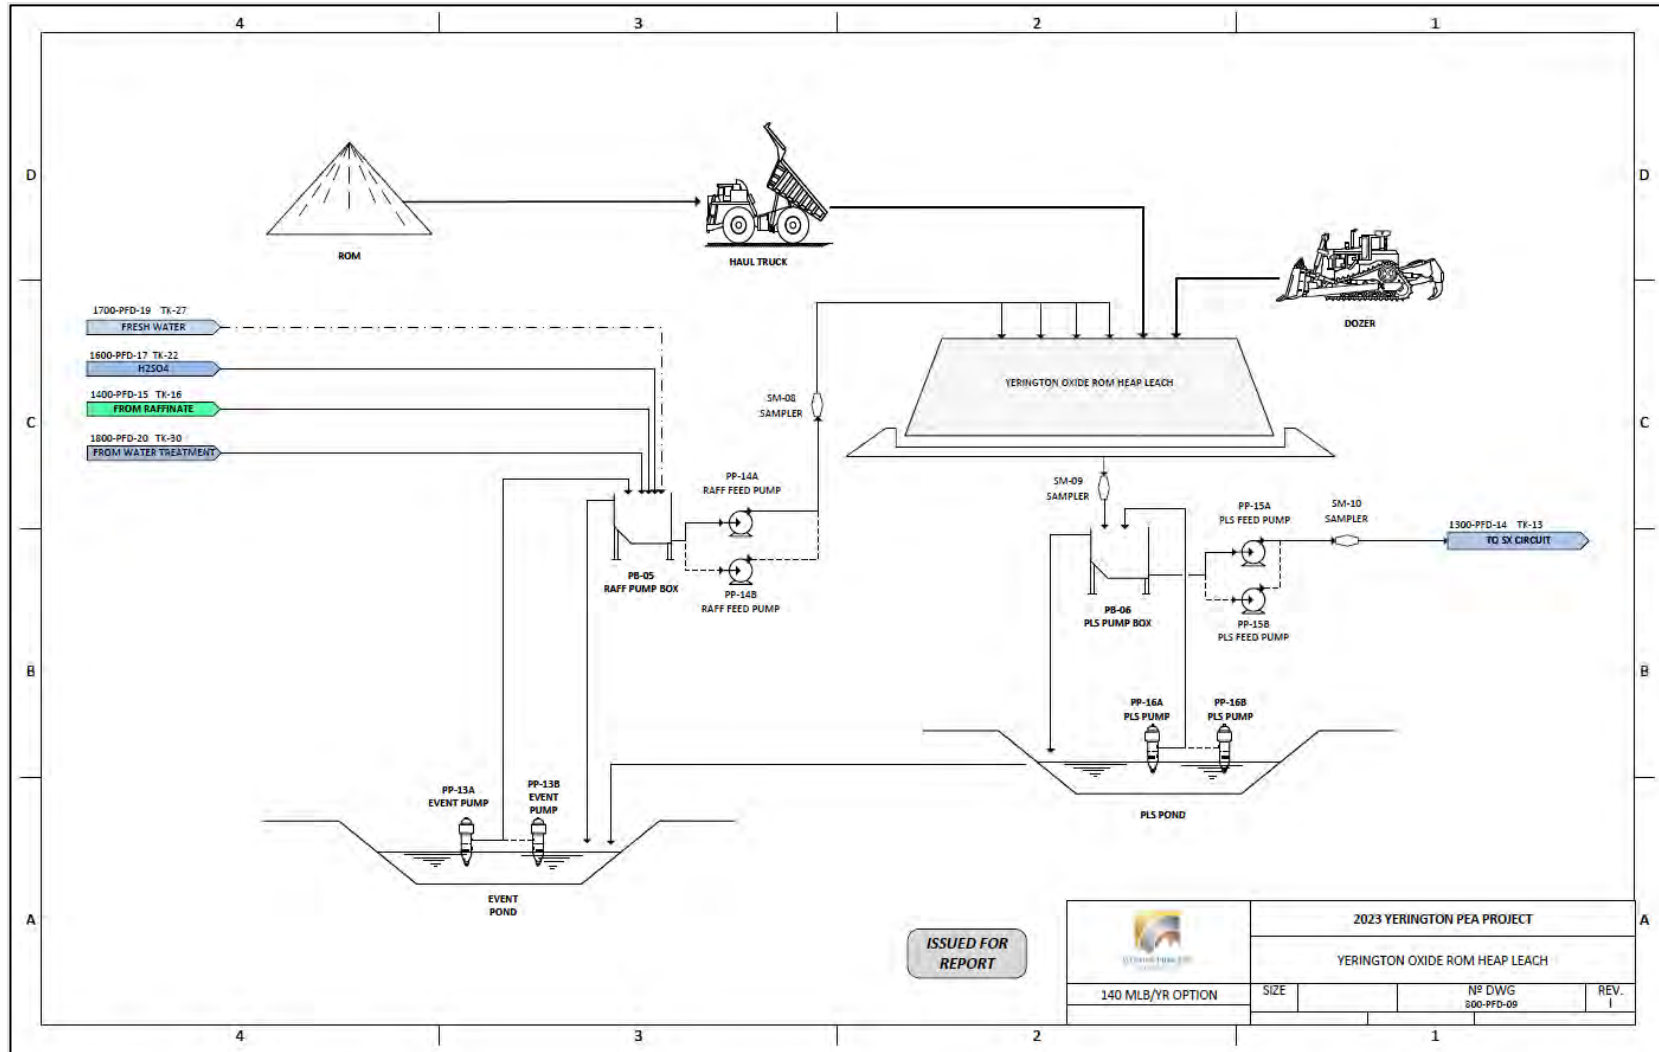 4
3
2
1
D
D
ROM
HAUL TRUCK
DOZER
1700-PFD-19 TK-27
FRESH WATER
1600-PFD-17 TK-22
H2SO4
1400-PFD-15 TK-16
FROM RAFFINATE
1800-PFD-20 TK-30
FROM WATER TREATMENT
C
C
SM-08
SAMPLER
YERINGTON OXIDE ROM HEAP LEACH
PP-14A
RAFF FEED PUMP
SM-09
SAMPLER
PP-15A
PLS FEED PUMP
SM-10
SAMPLER
1300-PFD-14 TK-13
TO SX CIRCUIT
PB-05
RAFF PUMP BOX
PP-14B
RAFF FEED PUMP
PB-06
PLS PUMP BOX
PP-15B
PLS FEED PUMP
B
B
PP-16A
PLS PUMP
PP-16B
PLS PUMP
PP-13A
EVENT PUMP
PP-13B
EVENT
PUMP
PLS POND
EVENT
POND
A
A
ISSUED FOR
REPORT
2023 YERINGTON PEA PROJECT
YERINGTON OXIDE ROM HEAP LEACH
140 MLB/YR OPTION
SIZE
Nº DWG
800-PFD-09
REV.
I
4
3
2
1